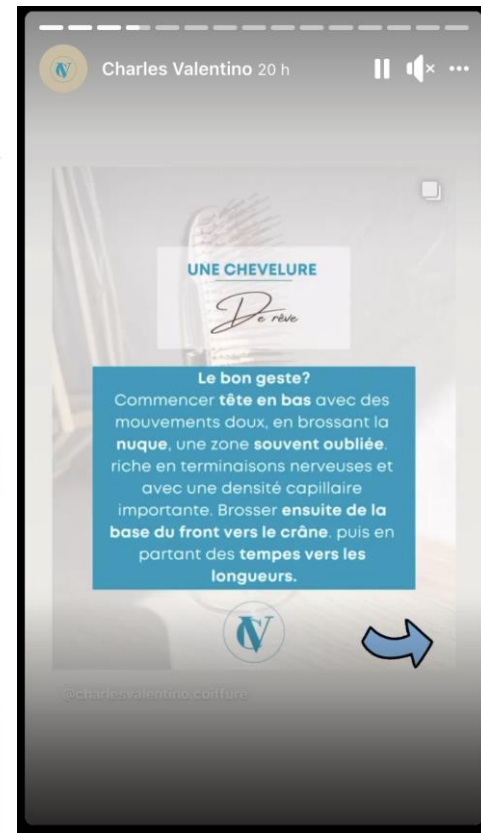 Charles Valentino 20 h
UNE CHEVELURE
De rêve
Le bon geste?
Commencer tête en bas avec des
mouvements doux, en brossant la
nuque, une zone souvent oubliée.
riche en terminaisons nerveuses et
avec une densité capillaire
importante. Brosser ensuite de la
base du front vers le crâne. puis en
partant des tempes vers les
longueurs.
CV
@charlesvalentino.coiffure